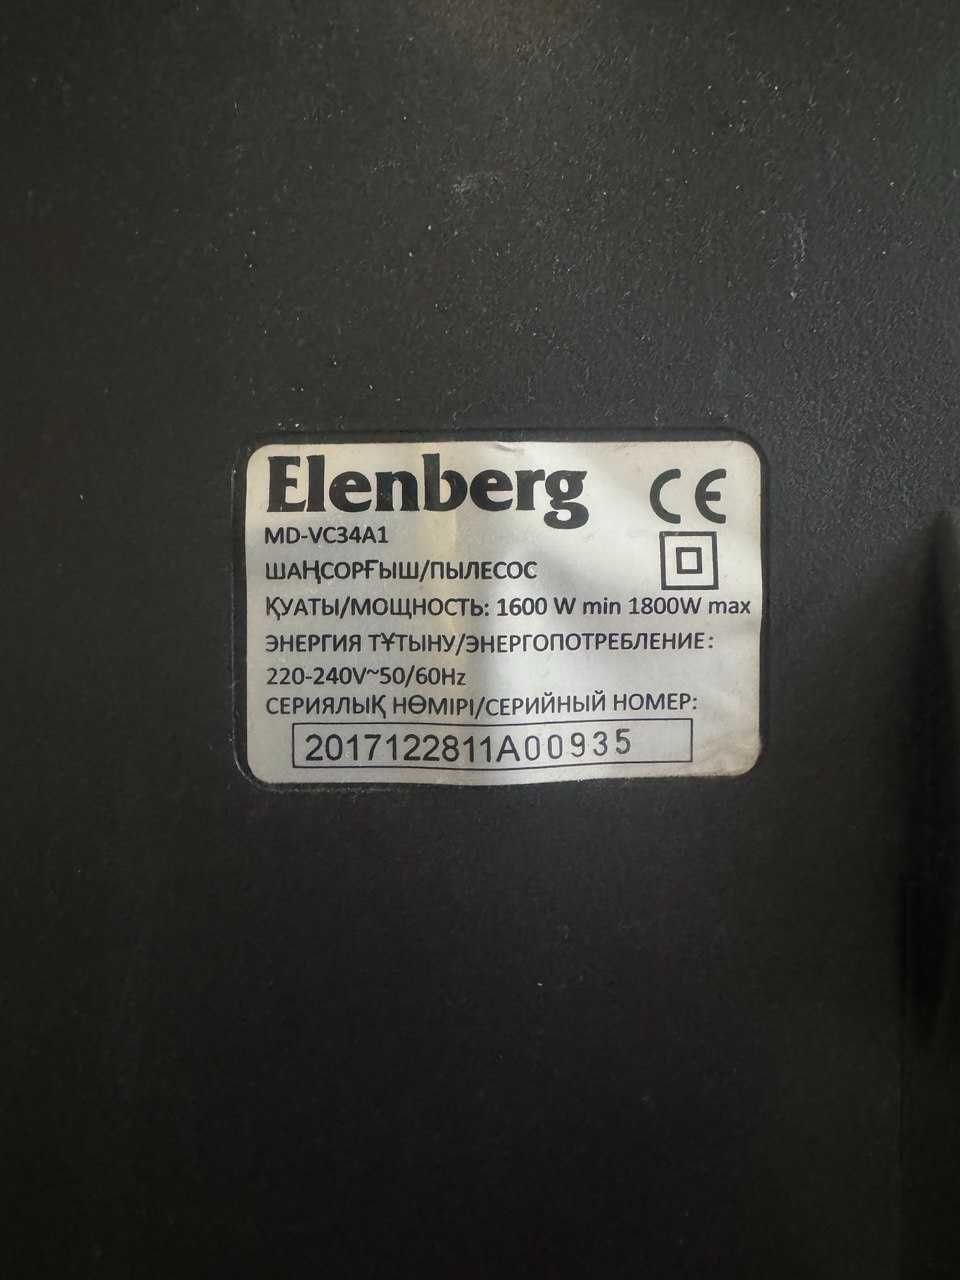 Elenberg CE
MD-VC34A1
ШАҢСОРҒЫШ/ПЫЛЕСОС
ҚУАТЫ/МОЩНОСТЬ: 1600 W min 1800W max
ЭНЕРГИЯ ТҰТЫНУ/ЭНЕРГОПОТРЕБЛЕНИЕ:
220-240V~50/60Hz
СЕРИЯЛЫҚ НӨМІРІ/СЕРИЙНЫЙ НОМЕР:
2017122811A00935